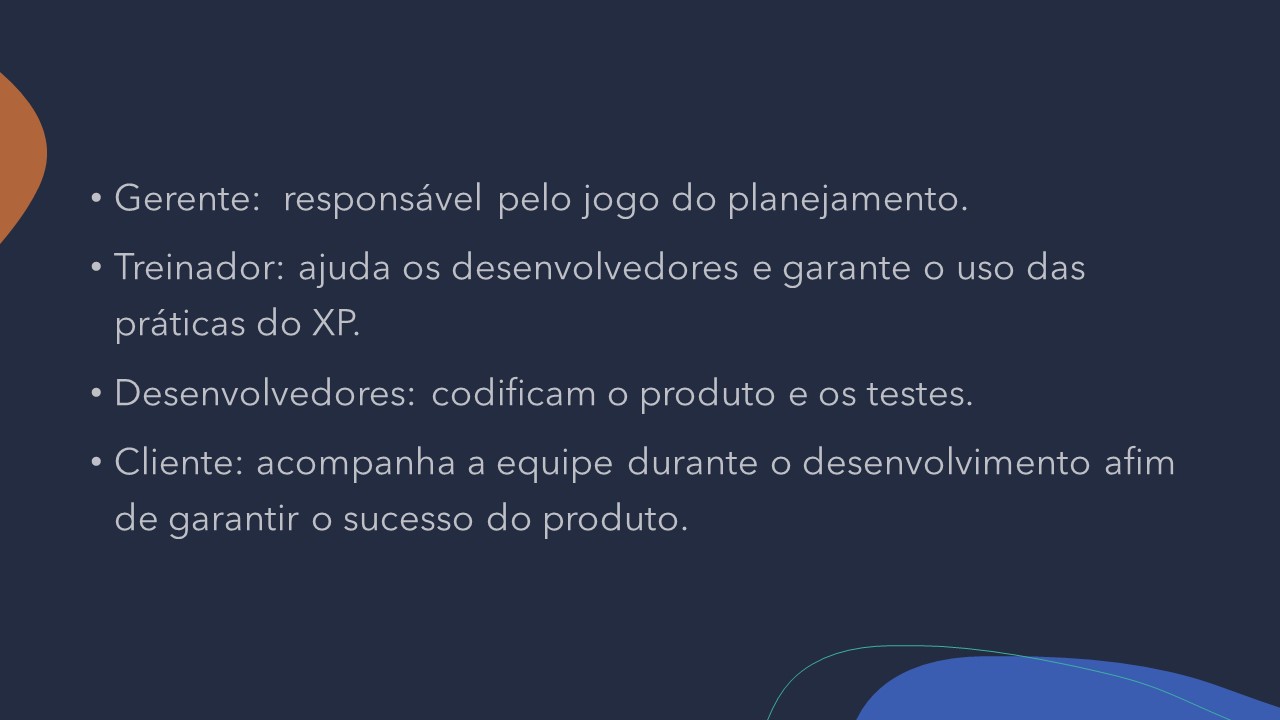 • Gerente: responsável pelo jogo do planejamento.
• Treinador: ajuda os desenvolvedores e garante o uso das
práticas do XP.
• Desenvolvedores: codificam o produto e os testes.
• Cliente: acompanha a equipe durante o desenvolvimento afim
de garantir o sucesso do produto.